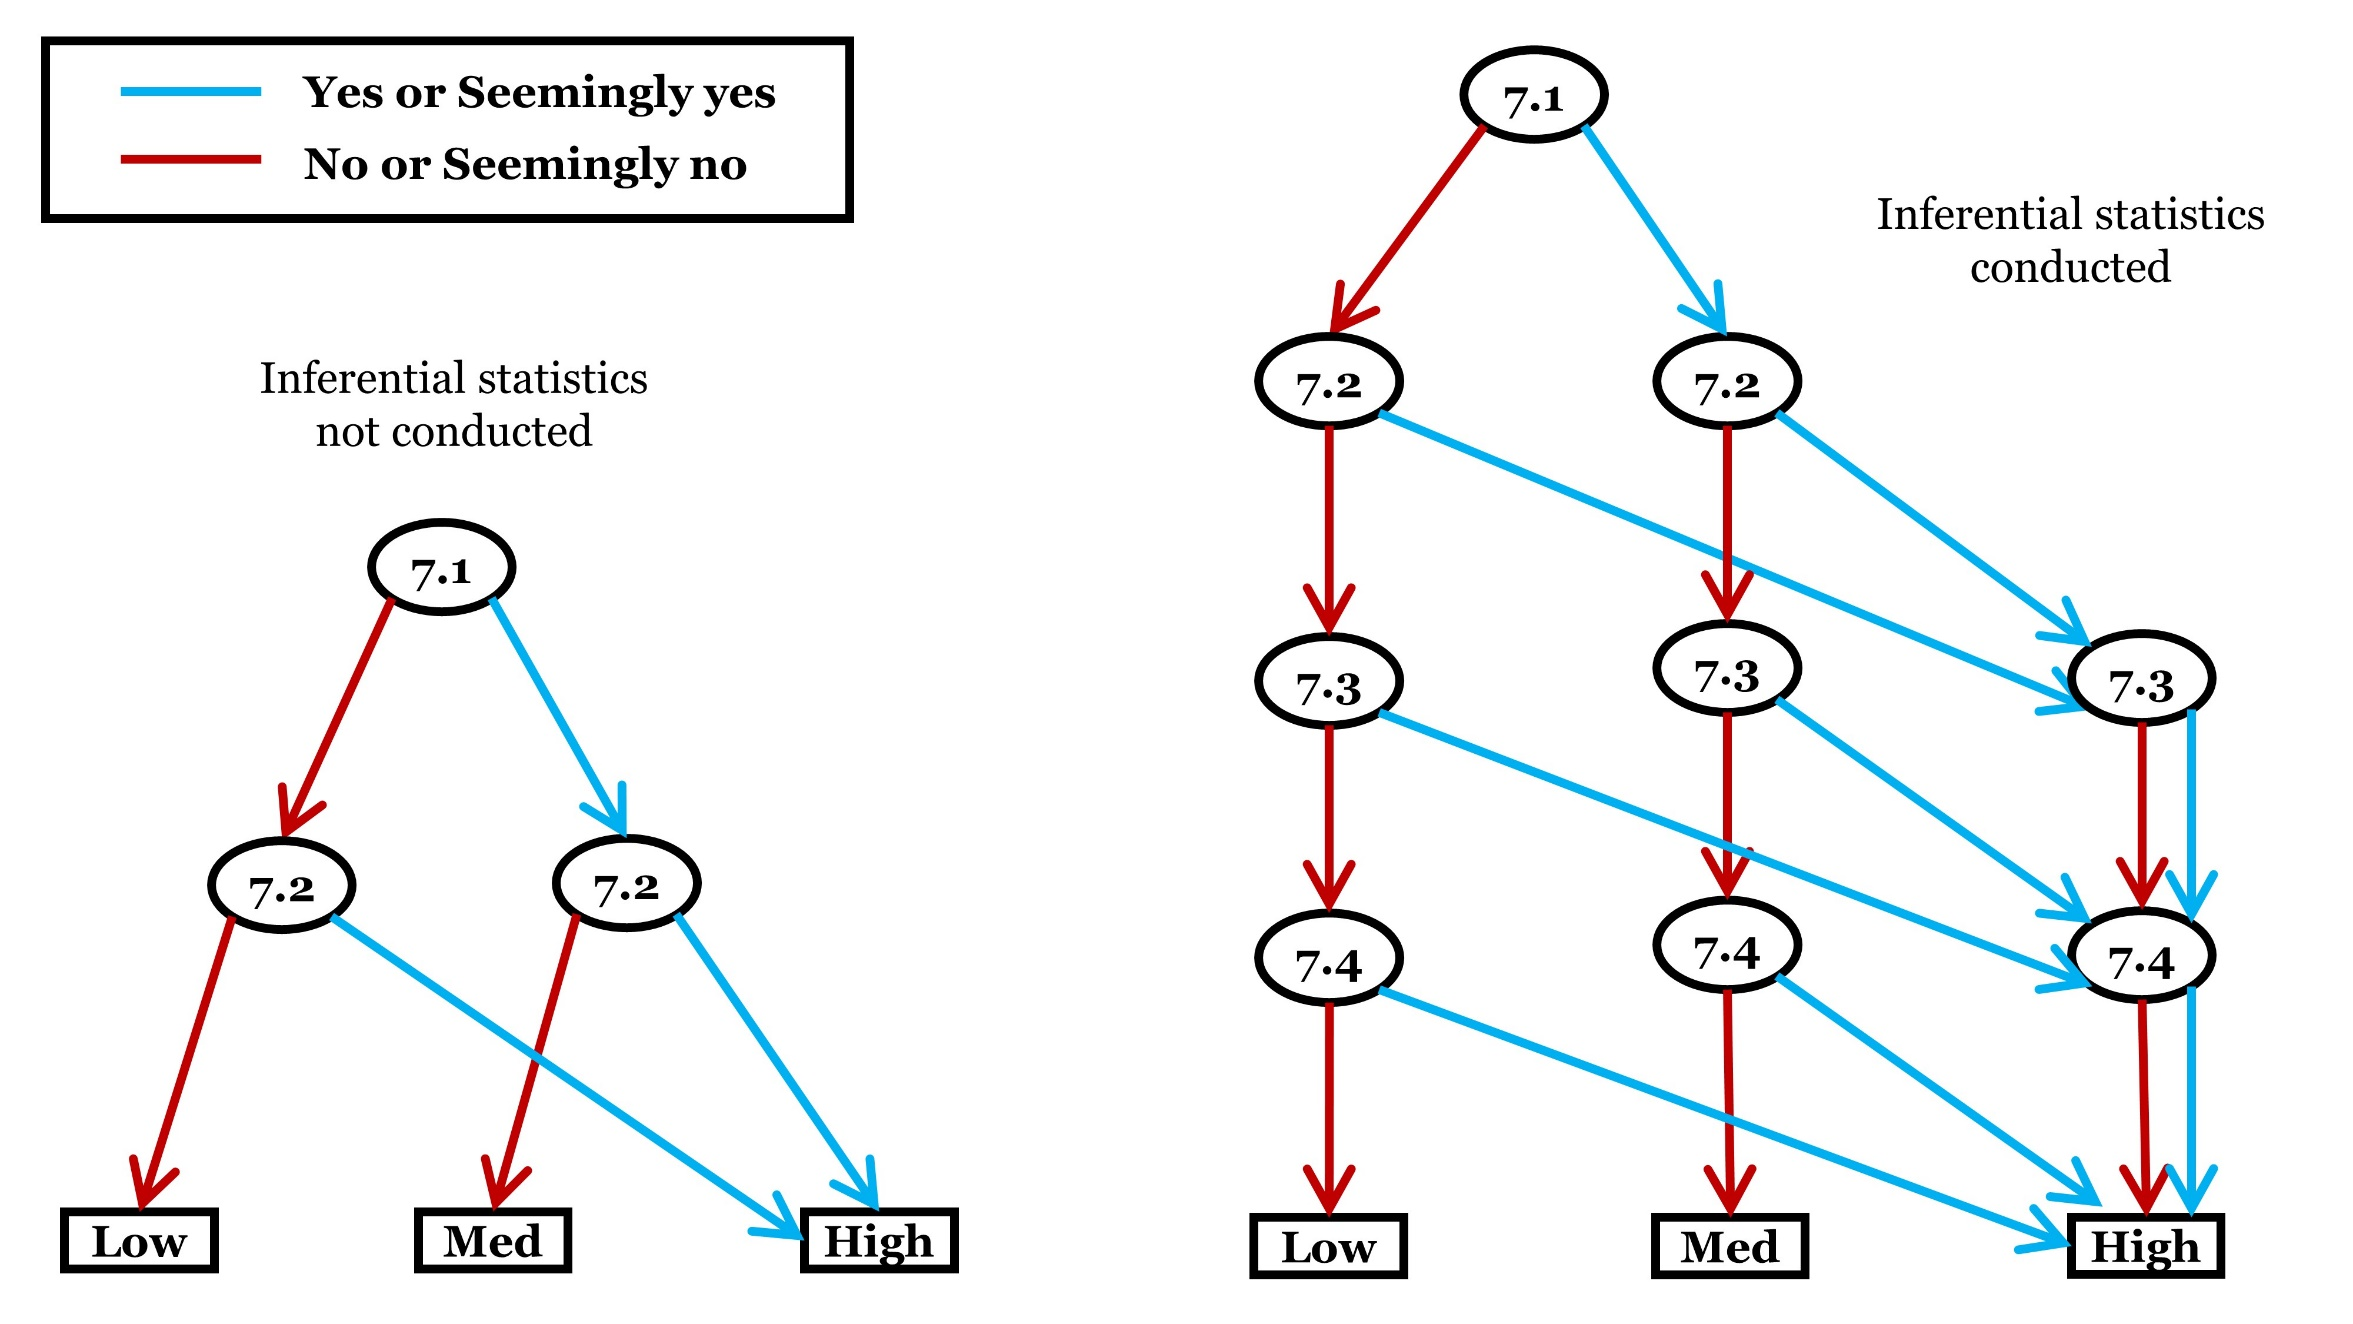 Yes or Seemingly yes
No or Seemingly no
Inferential statistics
not conducted
7.1
7.2
7.2
Low
Med
High
Inferential statistics
conducted
7.1
7.2
7.2
7.3
7.3
7.3
7.4
7.4
7.4
Low
Med
High